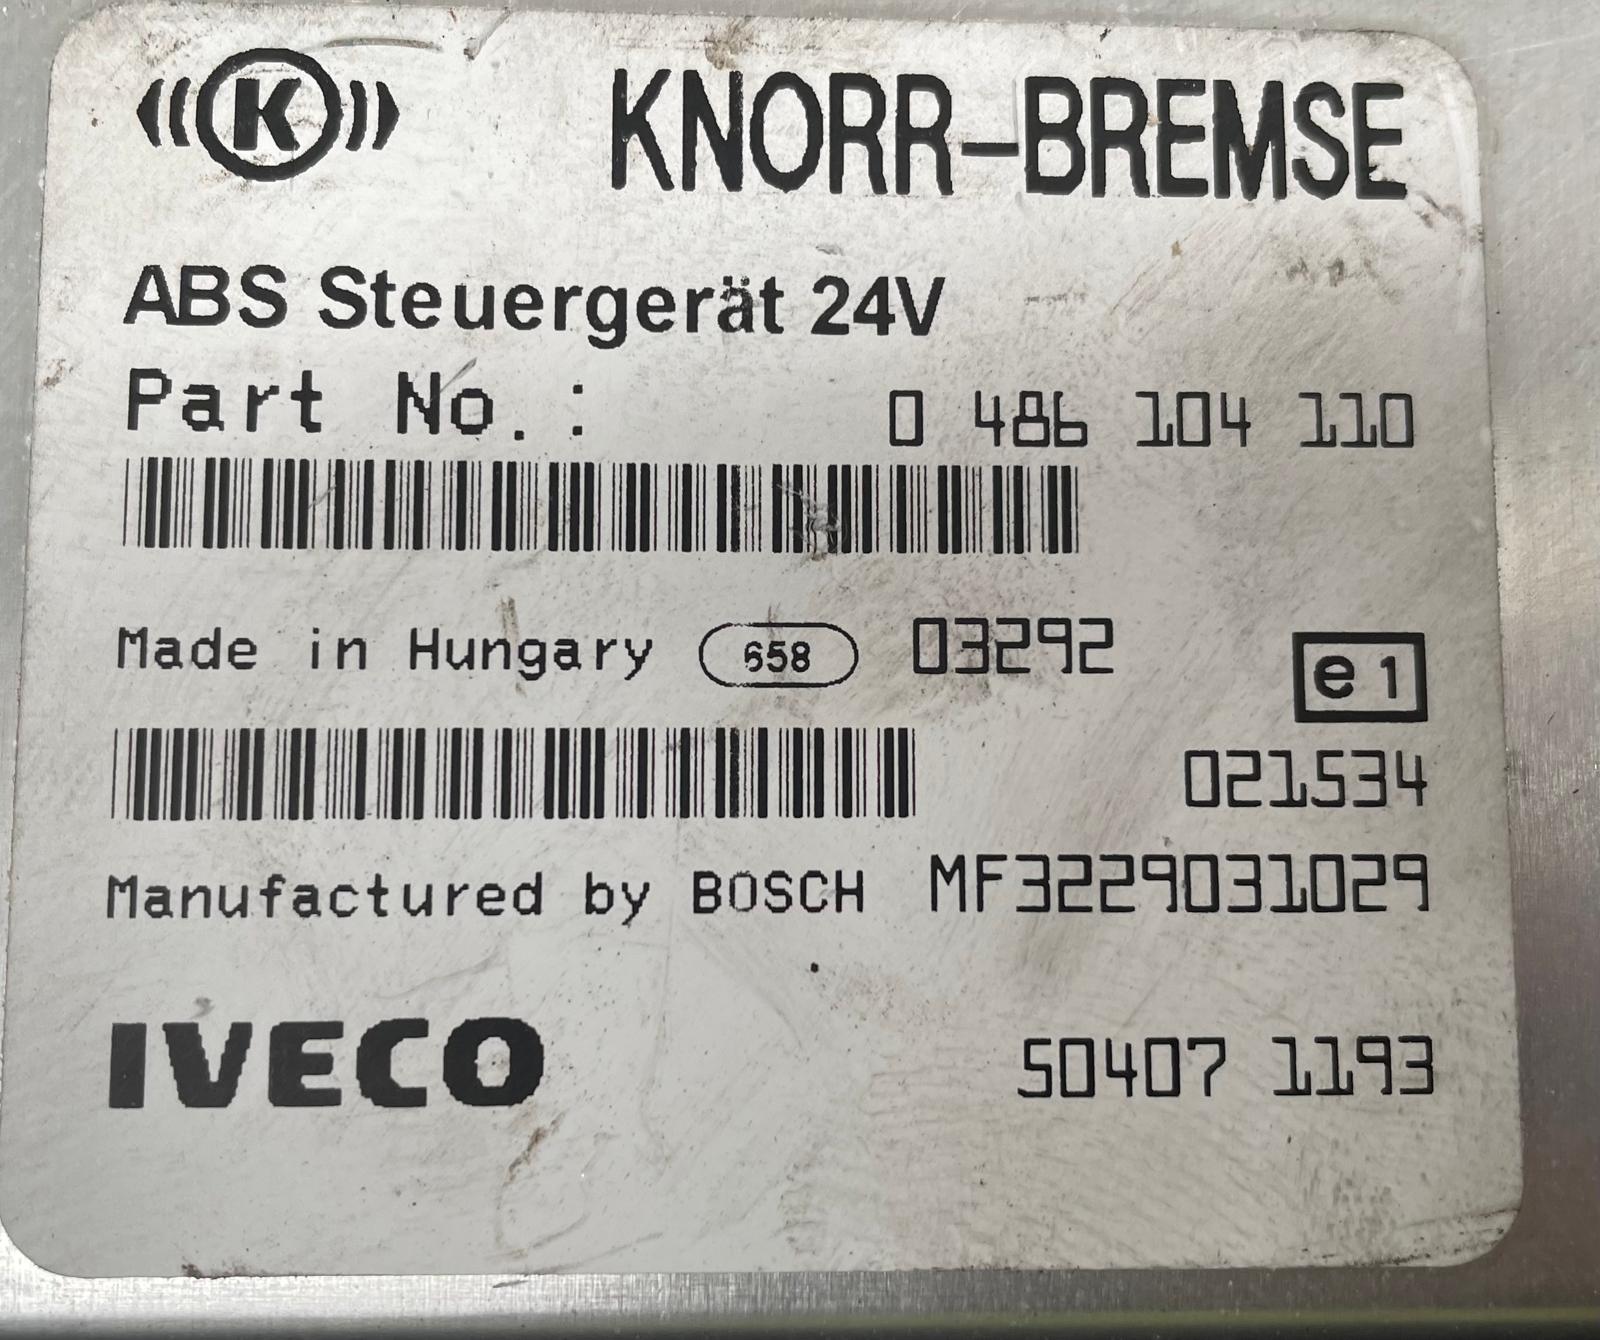 ((K)) KNORR-BREMSE
ABS Steuergerät 24V
Part No.: 0 486 104 110
Made in Hungary 658 03292 e1
021534
Manufactured by BOSCH MF3229031029
IVECO 50407 1193